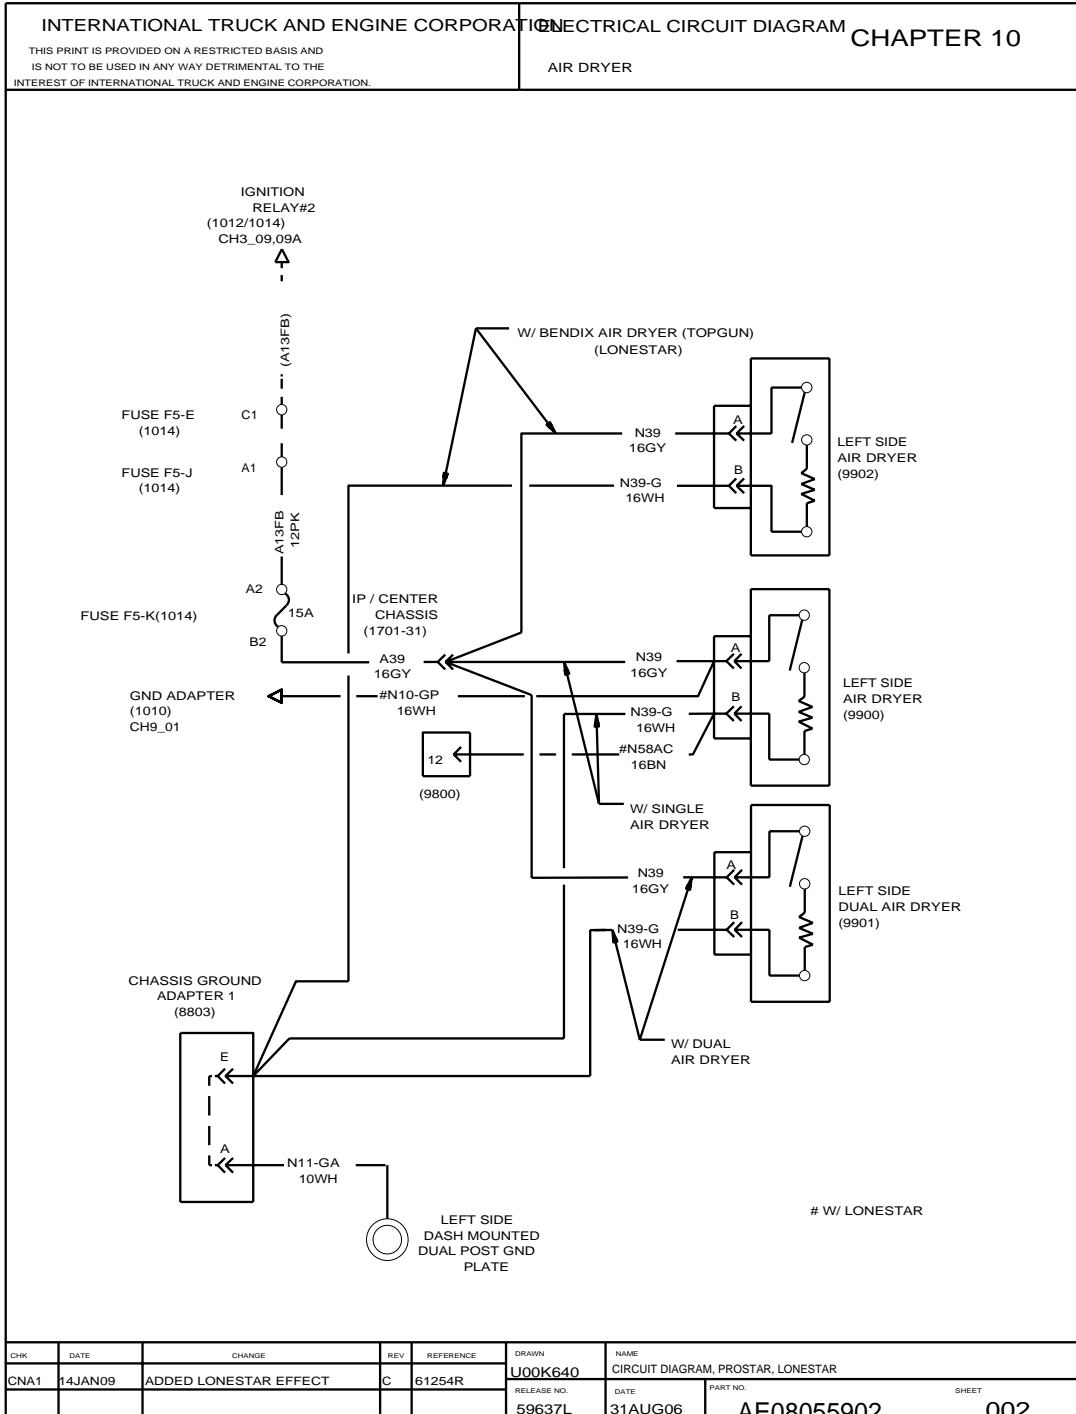 INTERNATIONAL TRUCK AND ENGINE CORPORATION
THIS PRINT IS PROVIDED ON A RESTRICTED BASIS AND
IS NOT TO BE USED IN ANY WAY DETRIMENTAL TO THE
INTEREST OF INTERNATIONAL TRUCK AND ENGINE CORPORATION.
ELECTRICAL CIRCUIT DIAGRAM
AIR DRYER
CHAPTER 10
IGNITION
RELAY#2
(1012/1014)
CH3_09,09A
(A13FB)
W/ BENDIX AIR DRYER (TOPGUN)
(LONESTAR)
FUSE F5-E
(1014)
C1
FUSE F5-J
(1014)
A1
A13FB
12PK
A2
FUSE F5-K(1014)
15A
B2
IP / CENTER
CHASSIS
(1701-31)
A39
16GY
N39
16GY
A
N39-G
16WH
B
LEFT SIDE
AIR DRYER
(9902)
N39
16GY
A
GND ADAPTER
(1010)
CH9_01
#N10-GP
16WH
N39-G
16WH
B
#N58AC
16BN
LEFT SIDE
AIR DRYER
(9900)
12
(9800)
W/ SINGLE
AIR DRYER
N39
16GY
A
N39-G
16WH
B
LEFT SIDE
DUAL AIR DRYER
(9901)
W/ DUAL
AIR DRYER
CHASSIS GROUND
ADAPTER 1
(8803)
E
A
N11-GA
10WH
LEFT SIDE
DASH MOUNTED
DUAL POST GND
PLATE
# W/ LONESTAR
CHK DATE CHANGE REV REFERENCE
CNA1 14JAN09 ADDED LONESTAR EFFECT C 61254R
DRAWN
U00K640
NAME
CIRCUIT DIAGRAM, PROSTAR, LONESTAR
RELEASE NO.
59637L
DATE
31AUG06
PART NO.
AE08055902
SHEET
002